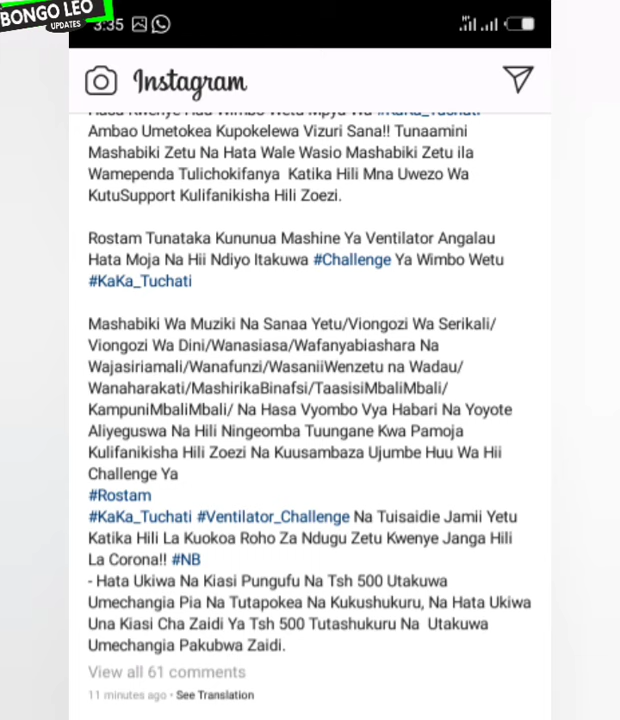 BONGO LEO
UPDATES
3:35
Instagram
#KaKa_Tuchati
Ambao Umetokea Kupokelewa Vizuri Sana!! Tunaamini
Mashabiki Zetu Na Hata Wale Wasio Mashabiki Zetu ila
Wamependa Tulichokifanya Katika Hili Mna Uwezo Wa
KutuSupport Kulifanikisha Hili Zoezi.
Rostam Tunataka Kununua Mashine Ya Ventilator Angalau
Hata Moja Na Hii Ndiyo Itakuwa #Challenge Ya Wimbo Wetu
#KaKa_Tuchati
Mashabiki Wa Muziki Na Sanaa Yetu/Viongozi Wa Serikali/
Viongozi Wa Dini/Wanasiasa/Wafanyabiashara Na
Wajasiriamali/Wanafunzi/WasaniiWenzetu na Wadau/
Wanaharakati/MashirikaBinafsi/TaasisiMbaliMbali/
KampuniMbaliMbali/ Na Hasa Vyombo Vya Habari Na Yoyote
Aliyeguswa Na Hili Ningeomba Tuungane Kwa Pamoja
Kulifanikisha Hili Zoezi Na Kuusambaza Ujumbe Huu Wa Hii
Challenge Ya
#Rostam
#KaKa_Tuchati #Ventilator_Challenge Na Tuisaidie Jamii Yetu
Katika Hili La Kuokoa Roho Za Ndugu Zetu Kwenye Janga Hili
La Corona!! #NB
- Hata Ukiwa Na Kiasi Pungufu Na Tsh 500 Utakuwa
Umechangia Pia Na Tutapokea Na Kukushukuru, Na Hata Ukiwa
Una Kiasi Cha Zaidi Ya Tsh 500 Tutashukuru Na Utakuwa
Umechangia Pakubwa Zaidi.
View all 61 comments
11 minutes ago • See Translation